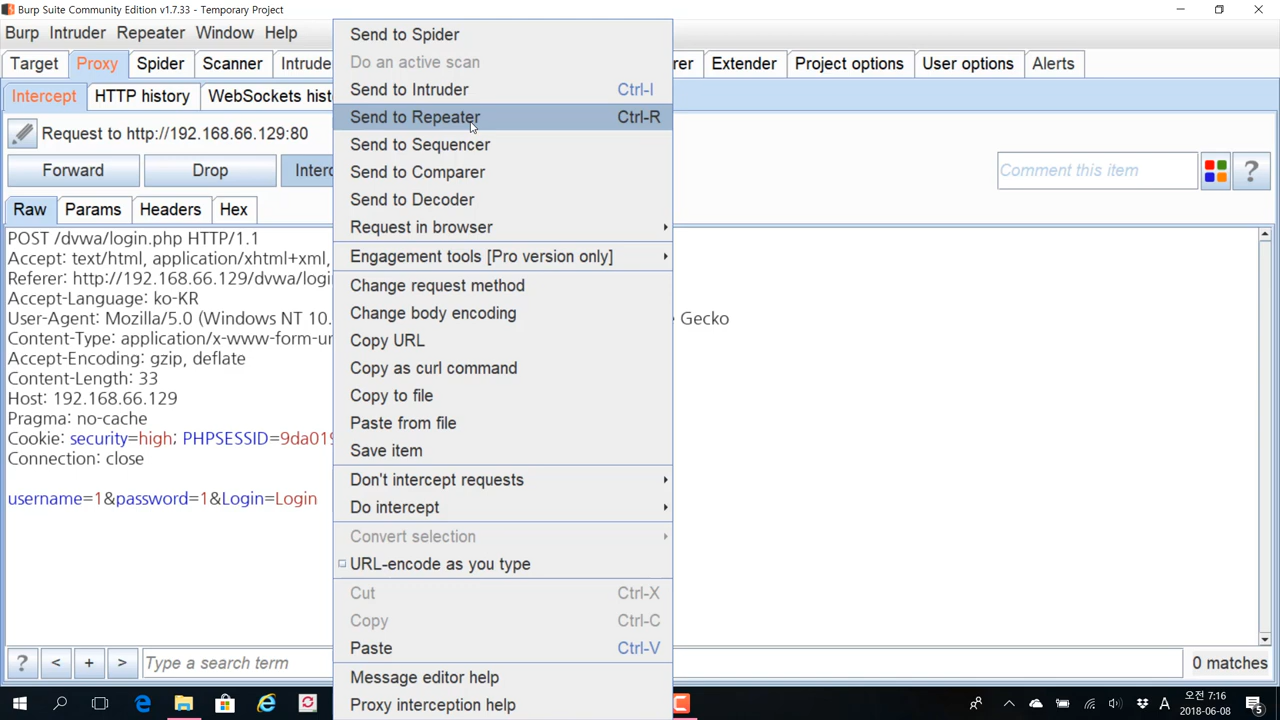 Burp Suite Community Edition v1.7.33 - Temporary Project
Burp Intruder Repeater Window Help
Target Proxy Spider Scanner Intrude rer Extender Project options User options Alerts
Intercept HTTP history WebSockets hist
Request to http://192.168.66.129:80
Forward Drop Interc Comment this item ?
Raw Params Headers Hex
POST /dvwa/login.php HTTP/1.1
Accept: text/html, application/xhtml+xml,
Referer: http://192.168.66.129/dvwa/logi
Accept-Language: ko-KR
User-Agent: Mozilla/5.0 (Windows NT 10. Gecko
Content-Type: application/x-www-form-ur
Accept-Encoding: gzip, deflate
Content-Length: 33
Host: 192.168.66.129
Pragma: no-cache
Cookie: security=high; PHPSESSID=9da019
Connection: close
username=1&password=1&Login=Login
Send to Spider
Do an active scan
Send to Intruder Ctrl-I
Send to Repeater Ctrl-R
Send to Sequencer
Send to Comparer
Send to Decoder
Request in browser
Engagement tools [Pro version only]
Change request method
Change body encoding
Copy URL
Copy as curl command
Copy to file
Paste from file
Save item
Don't intercept requests
Do intercept
Convert selection
URL-encode as you type
Cut Ctrl-X
Copy Ctrl-C
Paste Ctrl-V
Message editor help
Proxy interception help
? < + > Type a search term 0 matches
A 오전 7:16
2018-06-08 5